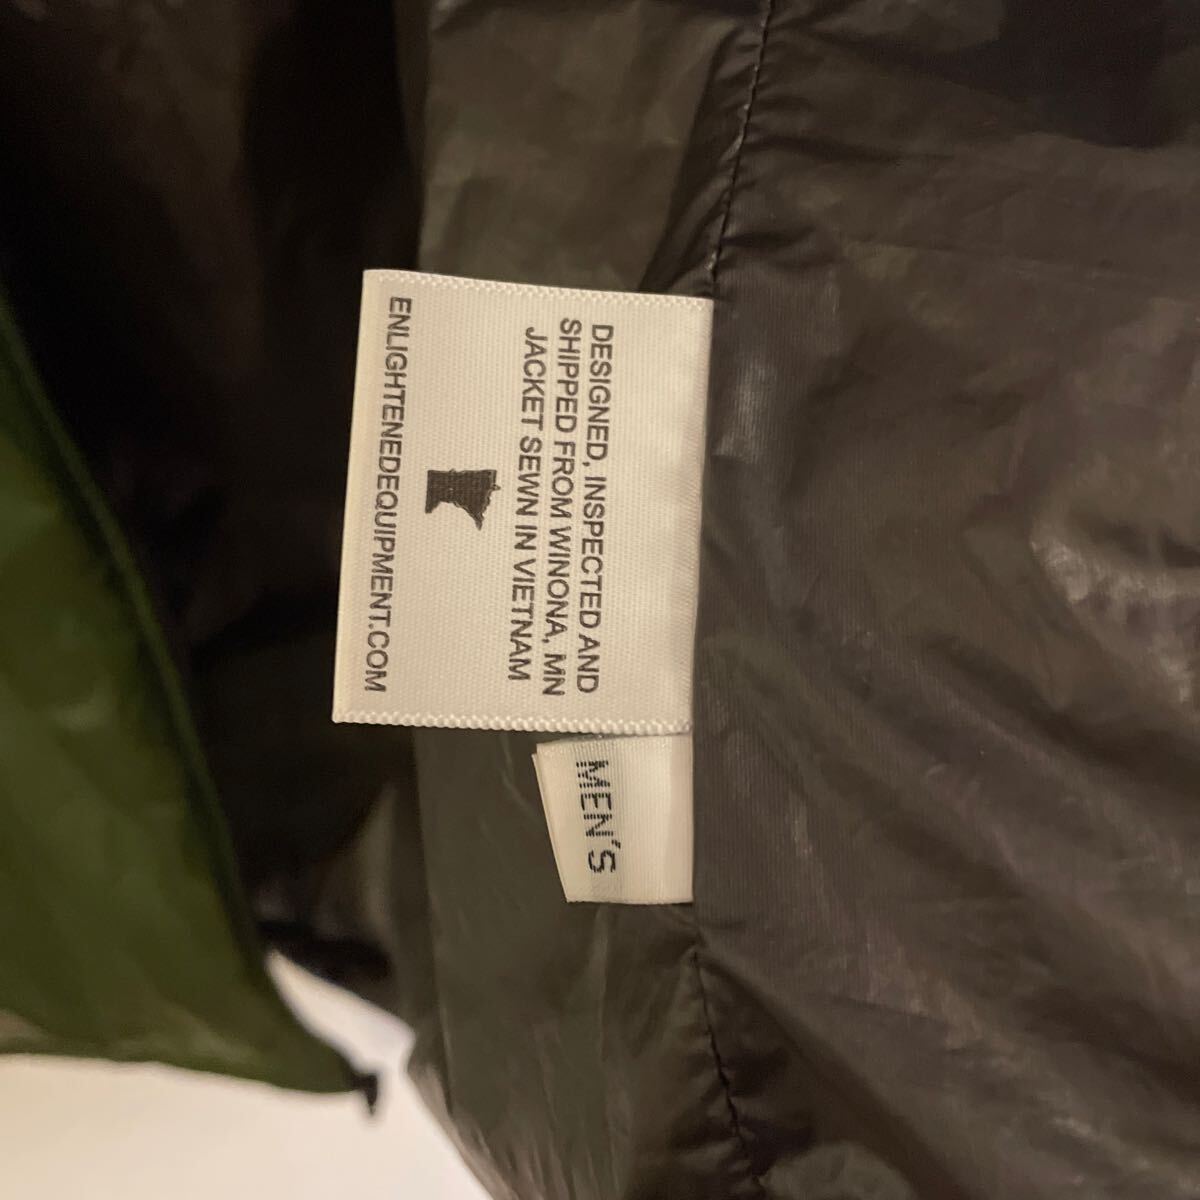 DESIGNED, INSPECTED AND
SHIPPED FROM WINONA, MN
JACKET SEWN IN VIETNAM
ENLIGHTENEDEQUIPMENT.COM
MEN'S